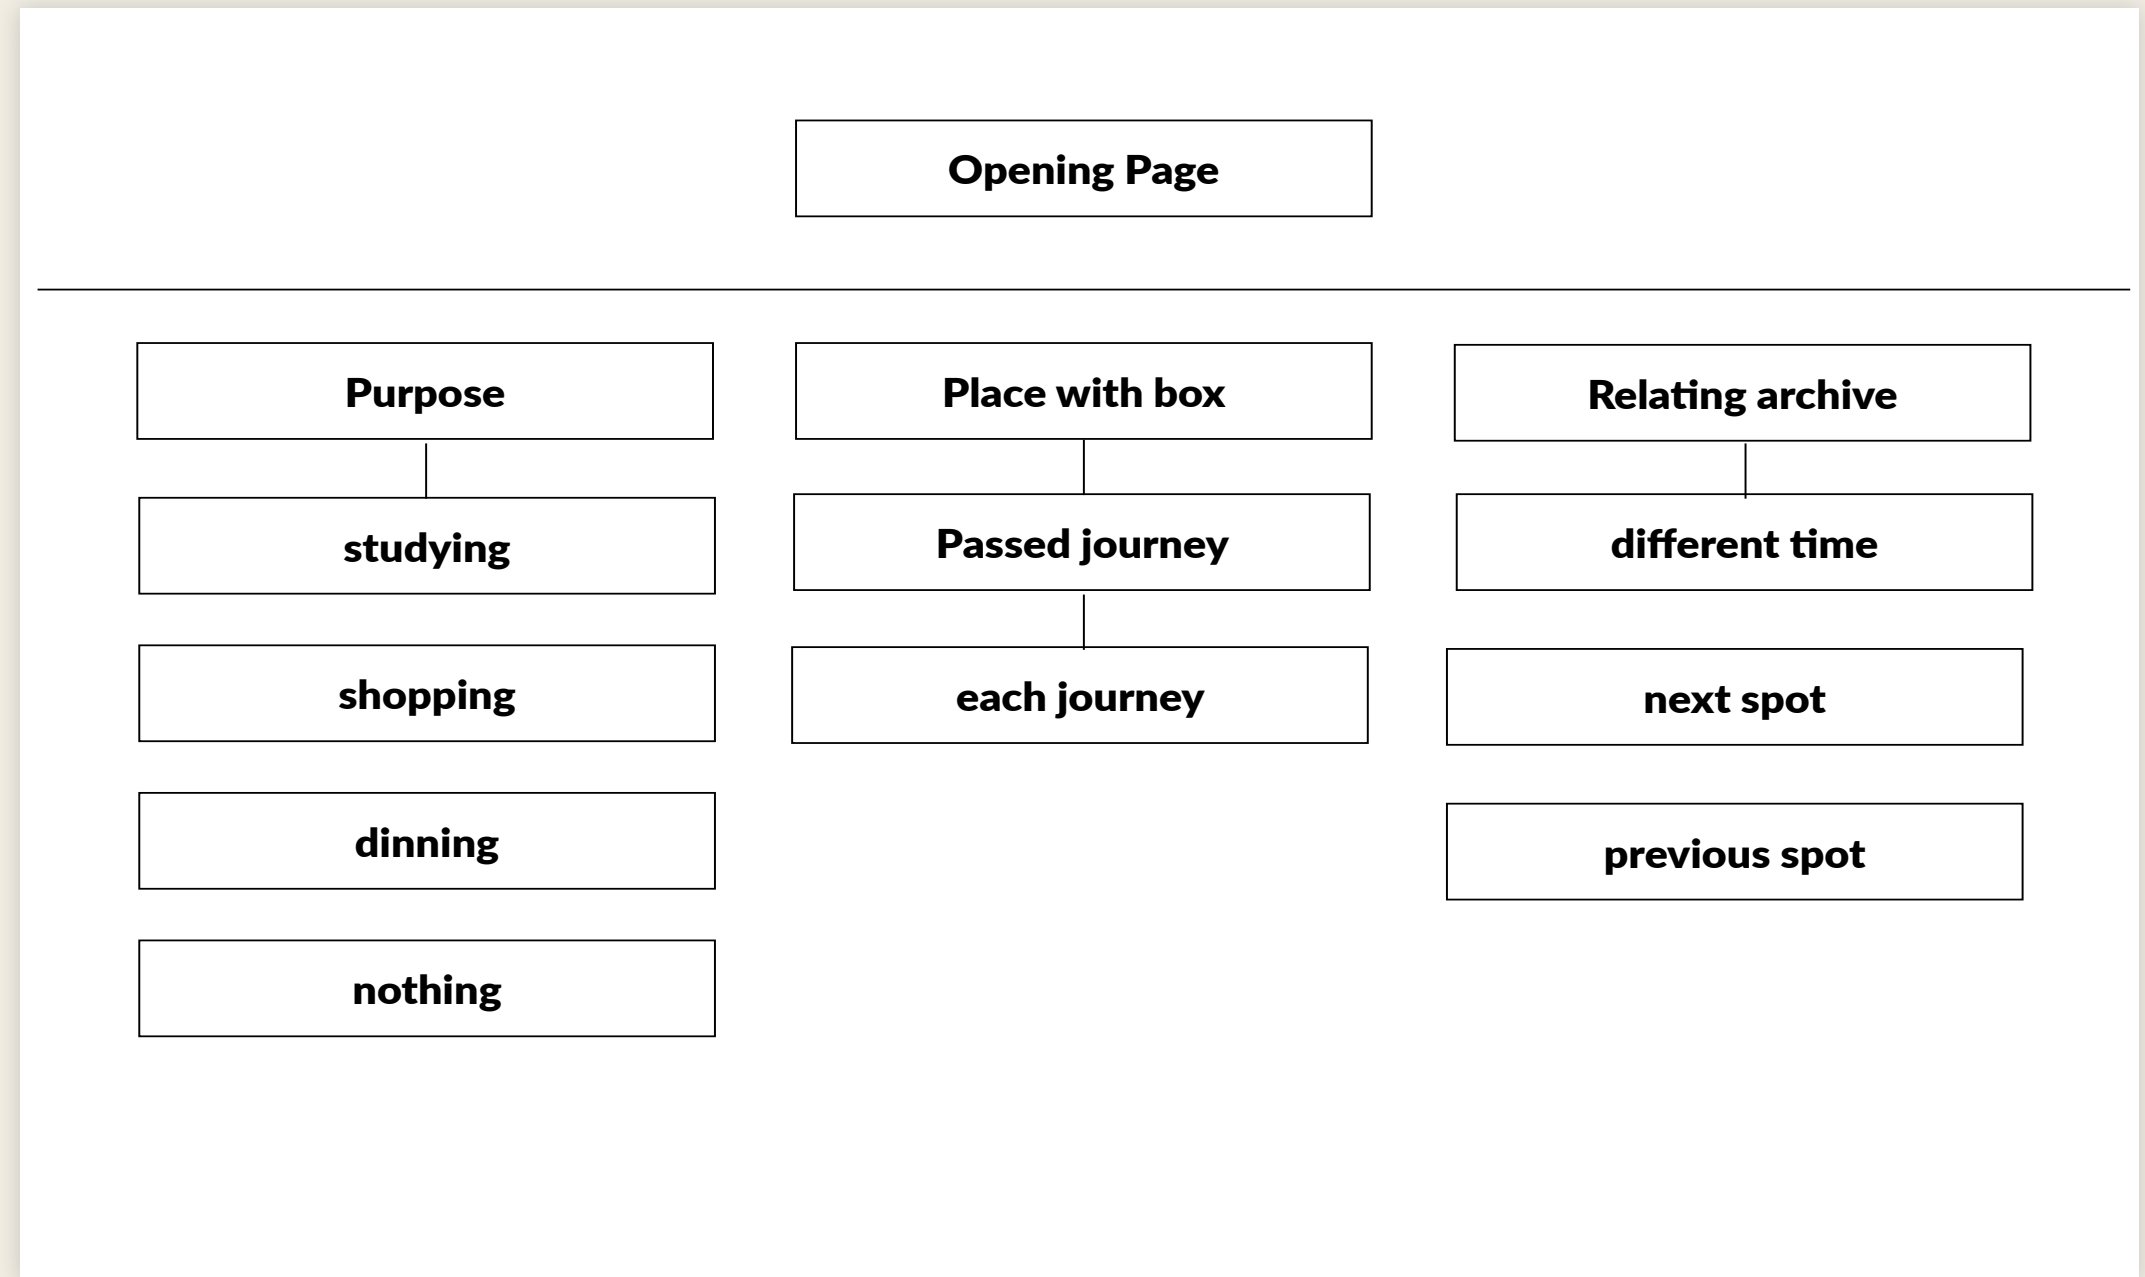 Opening Page
Purpose
Place with box
Relating archive
studying
Passed journey
different time
shopping
each journey
next spot
dinning
previous spot
nothing